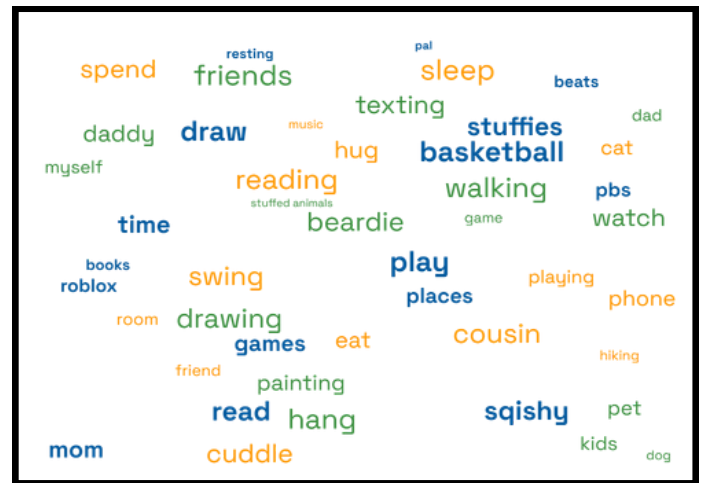 pal
resting
spend
friends
sleep
beats
texting
dad
daddy
draw
music
stuffies
hug
basketball
cat
myself
reading
walking
pbs
stuffed animals
time
beardie
game
watch
books
play
roblox
swing
places
playing
phone
room
drawing
games
eat
cousin
hiking
friend
painting
read
hang
sqishy
pet
mom
cuddle
kids
dog